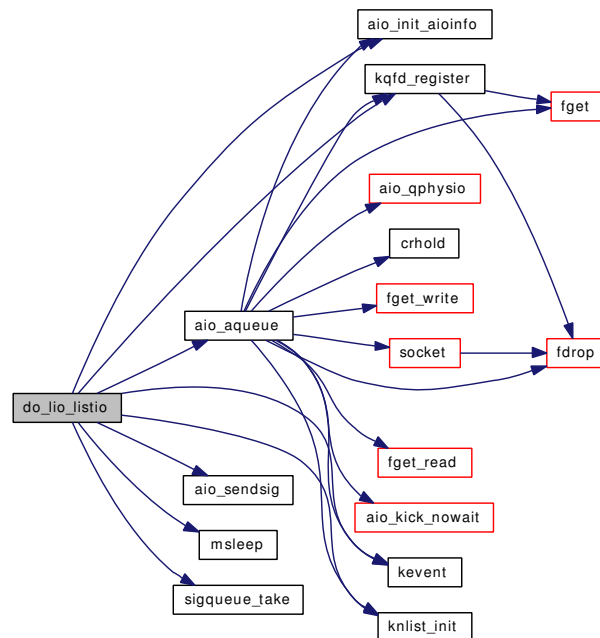 aio_init_aioinfo
kqfd_register
fget
aio_qphysio
crhold
fget_write
aio_aqueue
socket
fdrop
do_lio_listio
fget_read
aio_sendsig
aio_kick_nowait
msleep
kevent
sigqueue_take
knlist_init